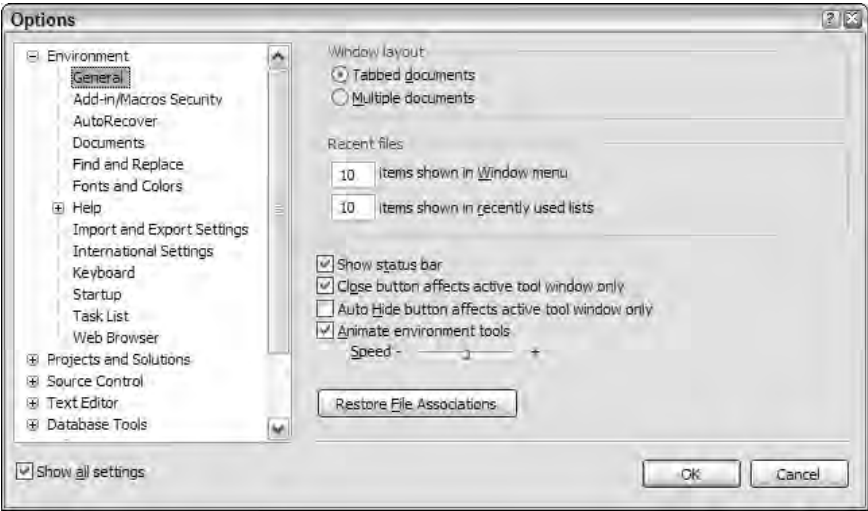 Options
Environment
General
Add-in/Macros Security
AutoRecover
Documents
Find and Replace
Fonts and Colors
Help
Import and Export Settings
International Settings
Keyboard
Startup
Task List
Web Browser
Projects and Solutions
Source Control
Text Editor
Database Tools
Show all settings
Window layout
Tabbed documents
Multiple documents
Recent files
10 items shown in Window menu
10 items shown in recently used lists
Show status bar
Close button affects active tool window only
Auto Hide button affects active tool window only
Animate environment tools
Speed - +
Restore File Associations
OK Cancel